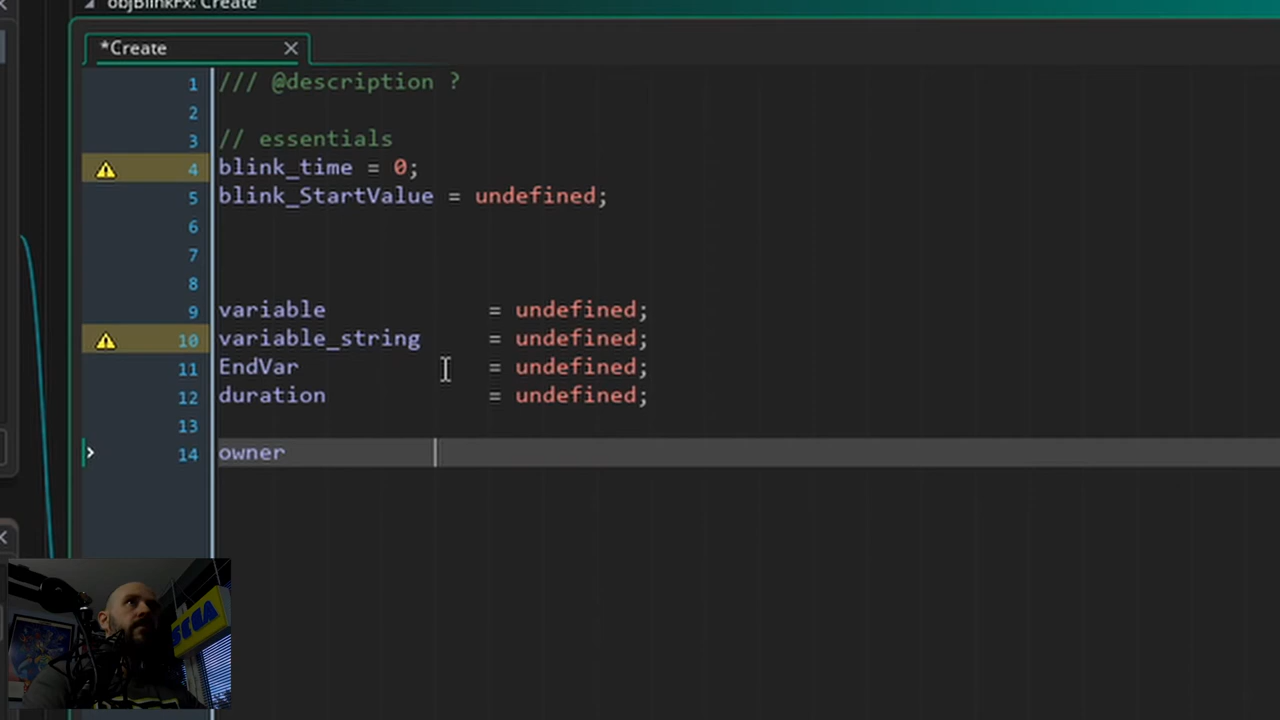 objBlinkFx: Create
*Create
1 /// @description ?
2
3 // essentials
4 blink_time = 0;
5 blink_StartValue = undefined;
6
7
8
9 variable = undefined;
10 variable_string = undefined;
11 EndVar = undefined;
12 duration = undefined;
13
14 owner
SEGA